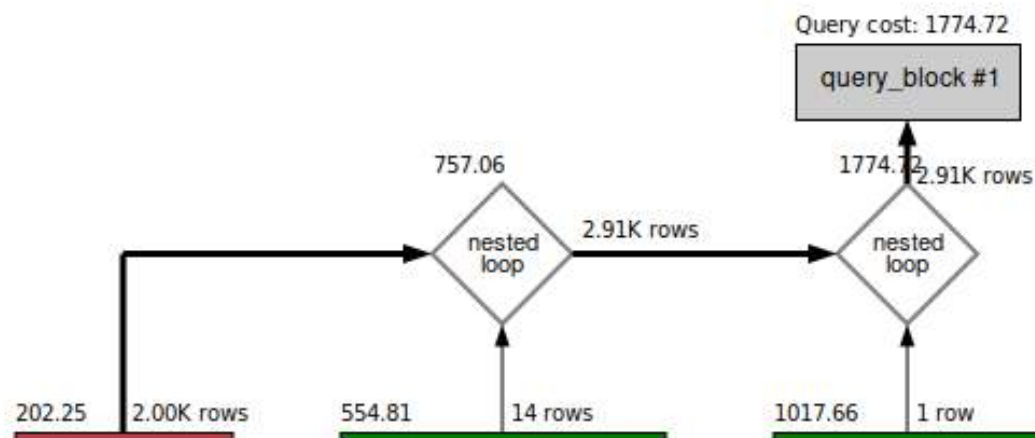 Query cost: 1774.72
query_block #1
757.06
1774.72
2.91K rows
nested
loop
2.91K rows
nested
loop
202.25
2.00K rows
554.81
14 rows
1017.66
1 row